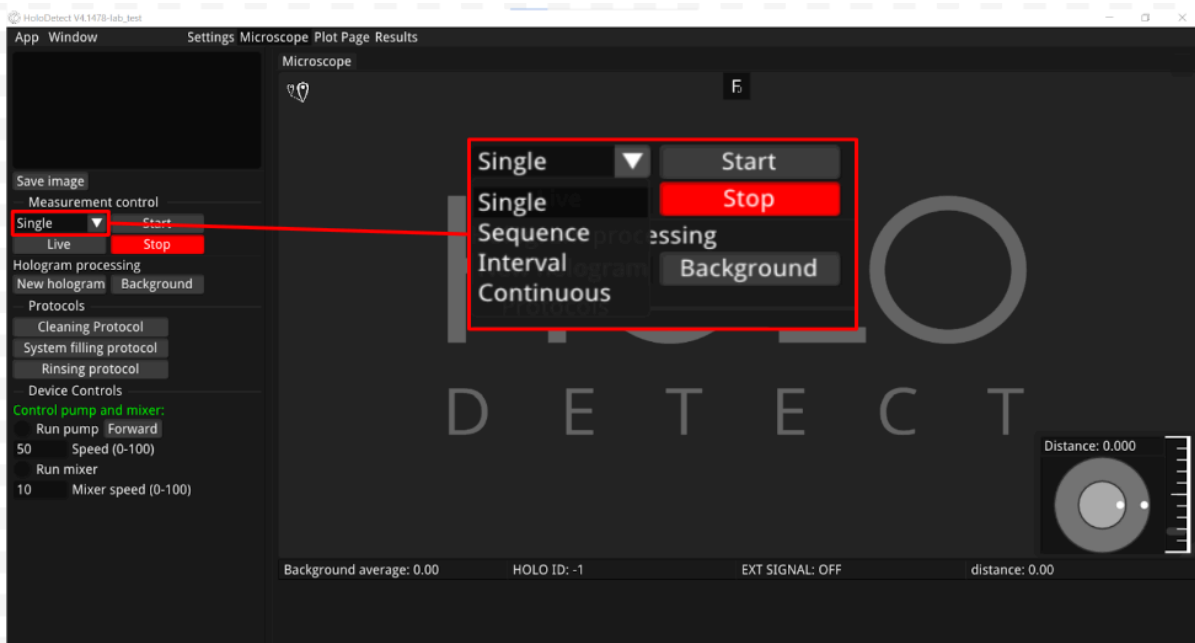 HoloDetect V4.1478-lab_test
App Window Settings Microscope Plot Page Results
Microscope
Save image
Measurement control
Single Start
Live Stop
Hologram processing
New hologram Background
Protocols
Cleaning Protocol
System filling protocol
Rinsing protocol
Device Controls
Control pump and mixer:
Run pump Forward
50 Speed (0-100)
Run mixer
10 Mixer speed (0-100)
Single Start
Single Stop
Sequence
Interval Background
Continuous
Protocols
HOLO
DETECT
Distance: 0.000
Background average: 0.00 HOLO ID: -1 EXT SIGNAL: OFF distance: 0.00